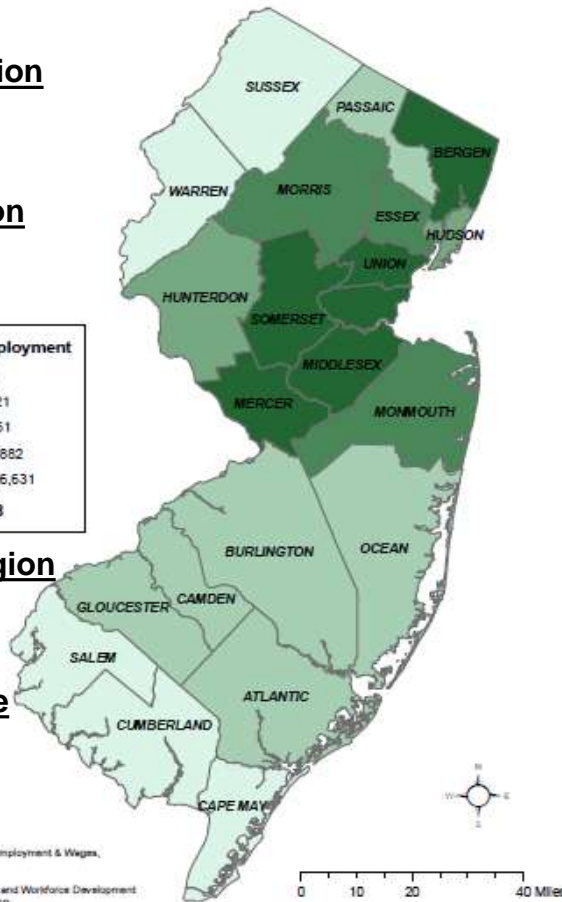 ion
on
ployment
21
51
882
6,631
3
gion
e
SUSSEX
PASSAIC
BERGEN
WARREN
MORRIS
ESSEX
HUDSON
UNION
HUNTERDON
SOMERSET
MIDDLESEX
MERCER
MONMOUTH
BURLINGTON
OCEAN
CAMDEN
GLOUCESTER
SALEM
ATLANTIC
CUMBERLAND
CAPE MAY
N
W E
S
mployment & Wages,
and Workforce Development
0 10 20 40 Miles